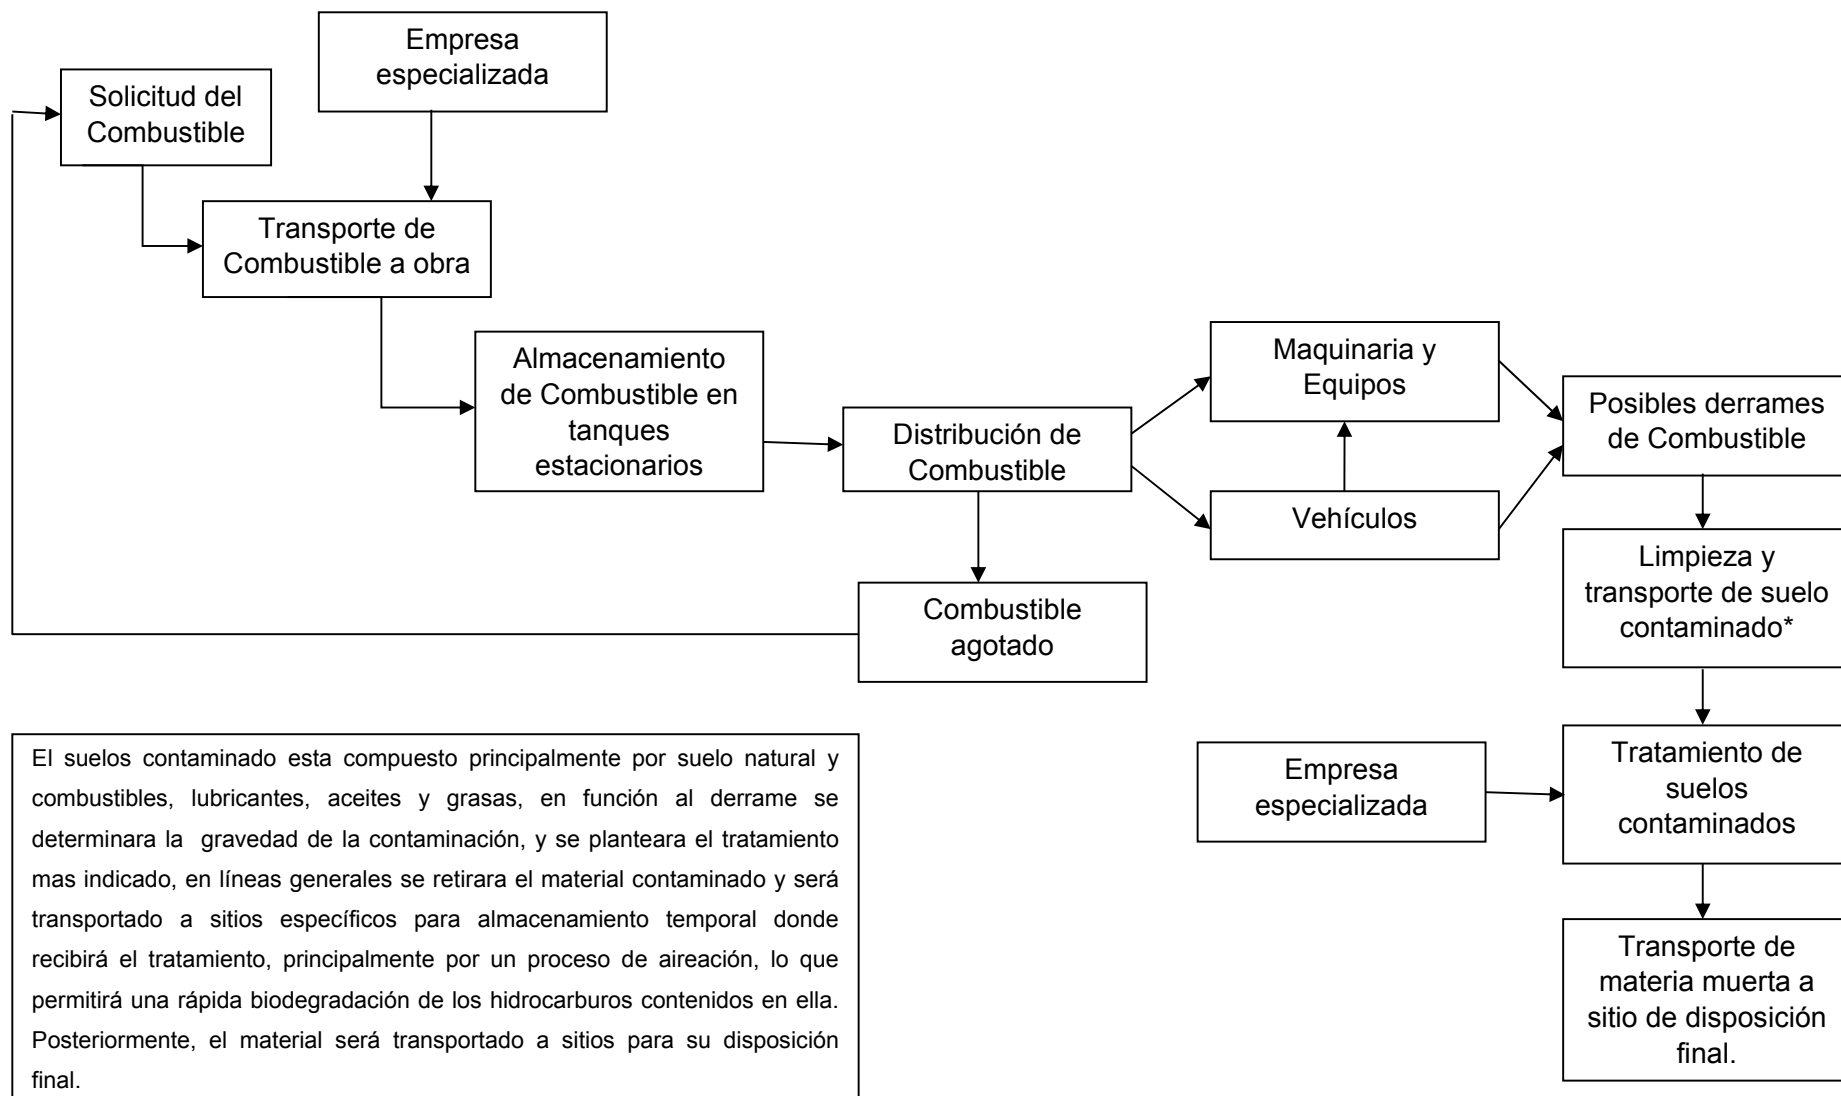 Empresa
especializada
Solicitud del
Combustible
Transporte de
Combustible a obra
Almacenamiento
de Combustible en
tanques
estacionarios
Distribución de
Combustible
Maquinaria y
Equipos
Vehículos
Posibles derrames
de Combustible
Combustible
agotado
Limpieza y
transporte de suelo
contaminado*
Empresa
especializada
Tratamiento de
suelos
contaminados
Transporte de
materia muerta a
sitio de disposición
final.
El suelos contaminado esta compuesto principalmente por suelo natural y
combustibles, lubricantes, aceites y grasas, en función al derrame se
determinara la gravedad de la contaminación, y se planteara el tratamiento
mas indicado, en líneas generales se retirara el material contaminado y será
transportado a sitios específicos para almacenamiento temporal donde
recibirá el tratamiento, principalmente por un proceso de aireación, lo que
permitirá una rápida biodegradación de los hidrocarburos contenidos en ella.
Posteriormente, el material será transportado a sitios para su disposición
final.